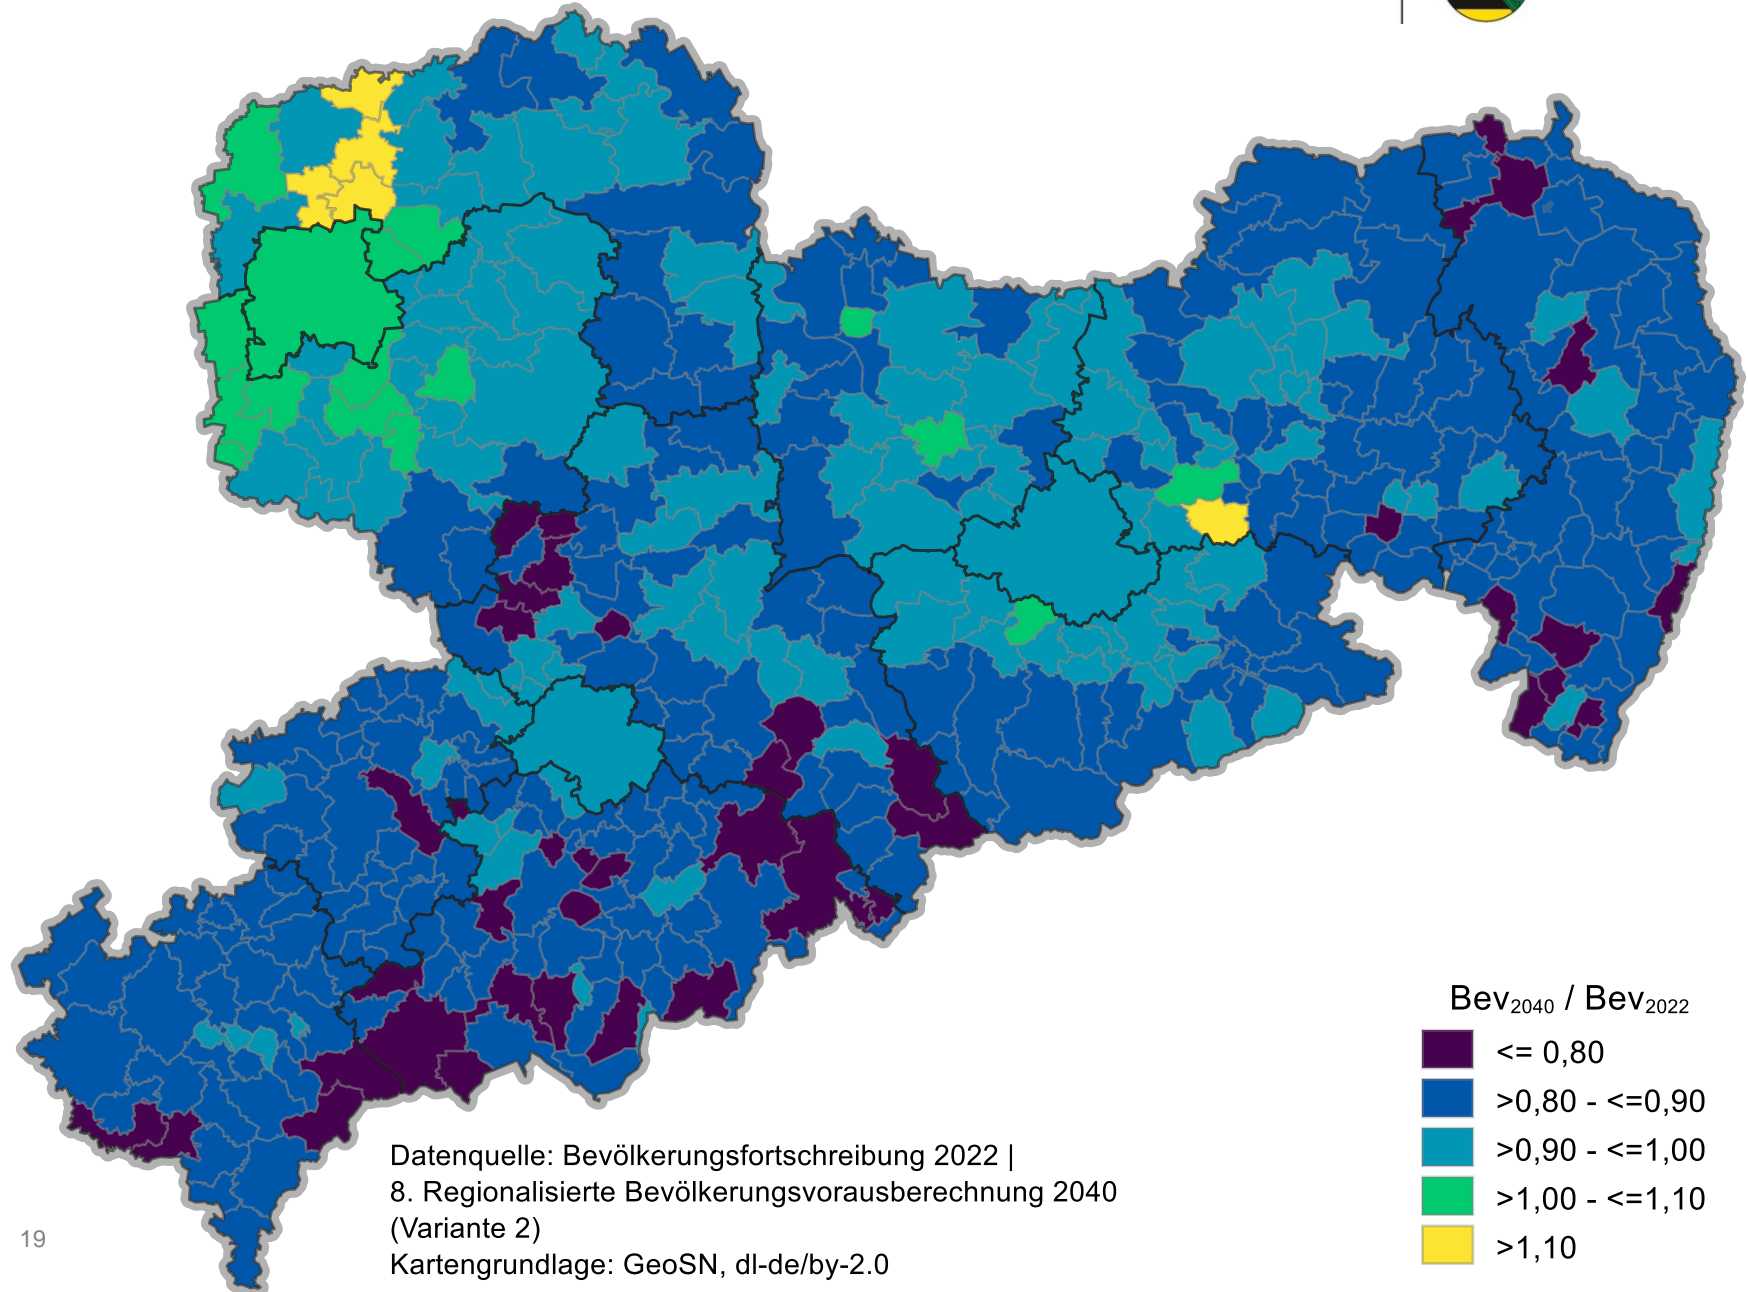 Bev2040 / Bev2022
<= 0,80
>0,80 - <=0,90
>0,90 - <=1,00
>1,00 - <=1,10
>1,10
Datenquelle: Bevölkerungsfortschreibung 2022 |
8. Regionalisierte Bevölkerungsvorausberechnung 2040
(Variante 2)
Kartengrundlage: GeoSN, dl-de/by-2.0
19